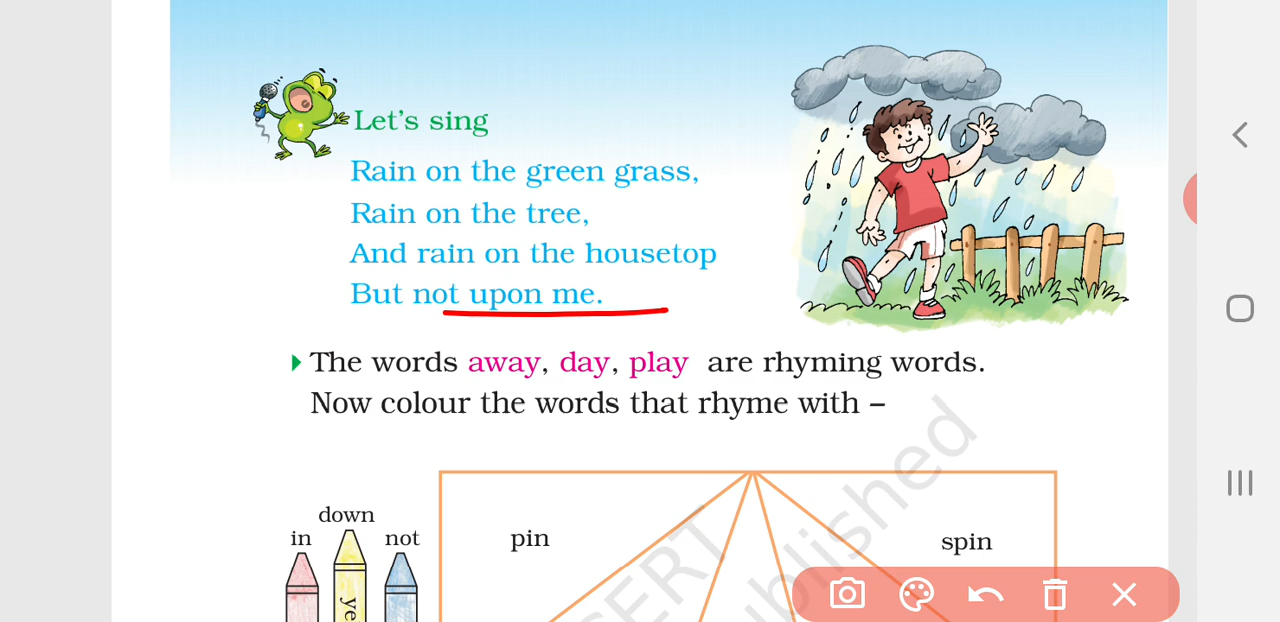 Let's sing
Rain on the green grass,
Rain on the tree,
And rain on the housetop
But not upon me.
The words away, day, play are rhyming words.
Now colour the words that rhyme with –
down
in
not
pin
spin
ye